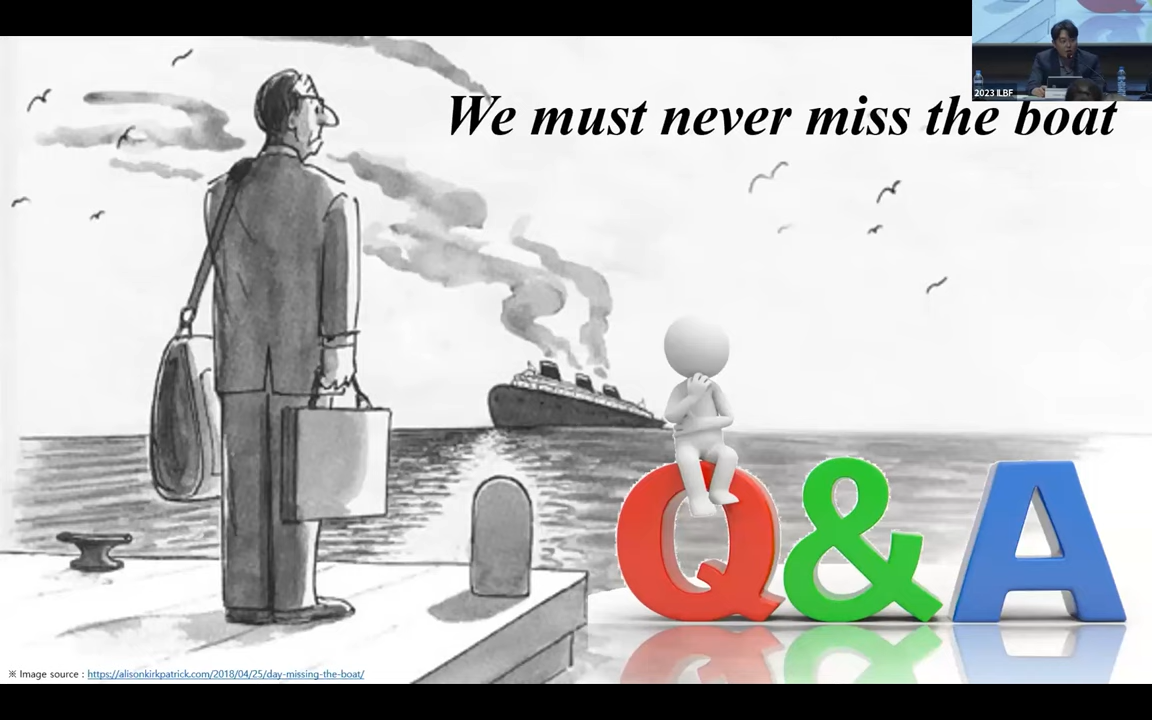 2023 ILBF
We must never miss the boat
Q&A
※ Image source : https://alisonkirkpatrick.com/2018/04/25/day-missing-the-boat/